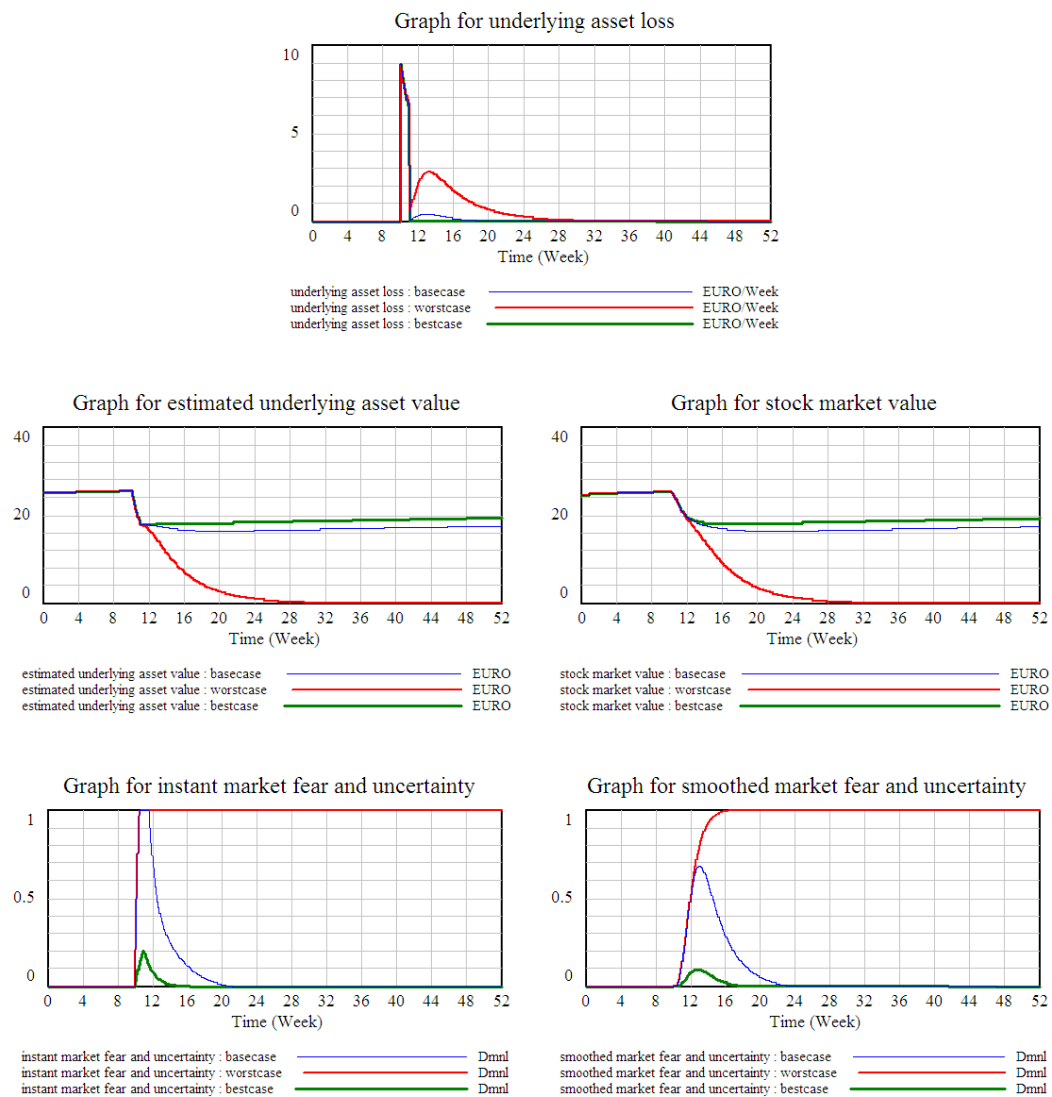 Graph for underlying asset loss
10
5
0
0 4 8 12 16 20 24 28 32 36 40 44 48 52
Time (Week)
underlying asset loss : basecase EURO/Week
underlying asset loss : worstcase EURO/Week
underlying asset loss : bestcase EURO/Week
Graph for estimated underlying asset value
40
20
0
0 4 8 12 16 20 24 28 32 36 40 44 48 52
Time (Week)
estimated underlying asset value : basecase EURO
estimated underlying asset value : worstcase EURO
estimated underlying asset value : bestcase EURO
Graph for stock market value
40
20
0
0 4 8 12 16 20 24 28 32 36 40 44 48 52
Time (Week)
stock market value : basecase EURO
stock market value : worstcase EURO
stock market value : bestcase EURO
Graph for instant market fear and uncertainty
1
0.5
0
0 4 8 12 16 20 24 28 32 36 40 44 48 52
Time (Week)
instant market fear and uncertainty : basecase Dmnl
instant market fear and uncertainty : worstcase Dmnl
instant market fear and uncertainty : bestcase Dmnl
Graph for smoothed market fear and uncertainty
1
0.5
0
0 4 8 12 16 20 24 28 32 36 40 44 48 52
Time (Week)
smoothed market fear and uncertainty : basecase Dmnl
smoothed market fear and uncertainty : worstcase Dmnl
smoothed market fear and uncertainty : bestcase Dmnl